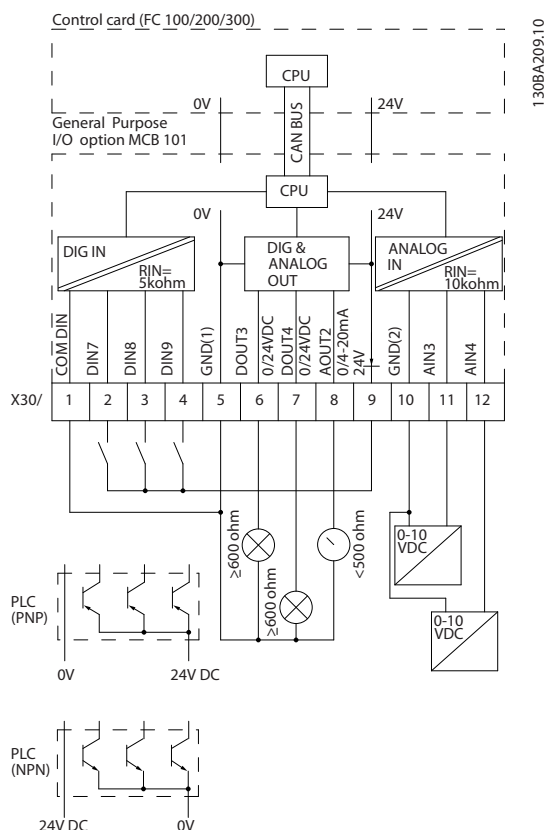 Control card (FC 100/200/300)
130BA209.10
CPU
0V
24V
General Purpose
I/O option MCB 101
CAN BUS
CPU
0V
24V
DIG IN
RIN=
5kohm
DIG &
ANALOG
OUT
ANALOG
IN
RIN=
10kohm
COM DIN
DIN7
DIN8
DIN9
GND(1)
DOUT3
0/24VDC
DOUT4
0/24VDC
AOUT2
0/4-20mA
24V
GND(2)
AIN3
AIN4
X30/ 1 2 3 4 5 6 7 8 9 10 11 12
≥600 ohm
≥600 ohm
<500 ohm
0-10
VDC
0-10
VDC
PLC
(PNP)
0V
24V DC
PLC
(NPN)
24V DC
0V